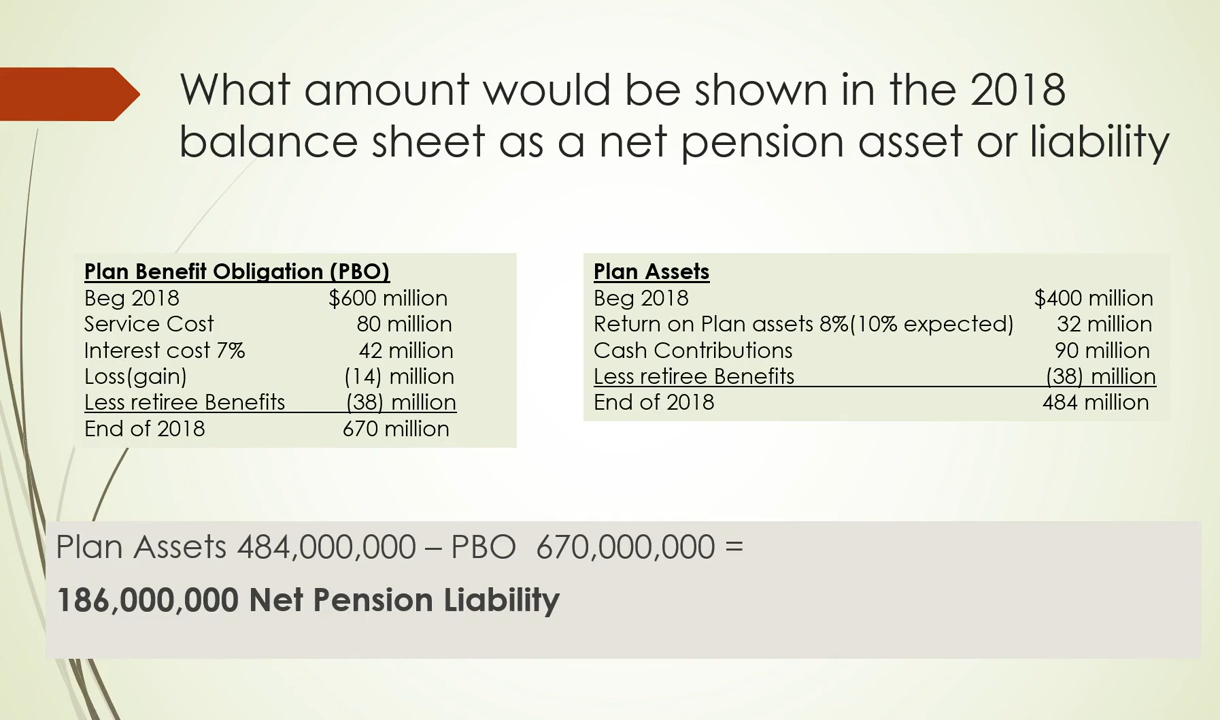 What amount would be shown in the 2018
balance sheet as a net pension asset or liability
Plan Benefit Obligation (PBO)
Beg 2018 $600 million
Service Cost 80 million
Interest cost 7% 42 million
Loss(gain) (14) million
Less retiree Benefits (38) million
End of 2018 670 million
Plan Assets
Beg 2018 $400 million
Return on Plan assets 8%(10% expected) 32 million
Cash Contributions 90 million
Less retiree Benefits (38) million
End of 2018 484 million
Plan Assets 484,000,000 – PBO 670,000,000 =
186,000,000 Net Pension Liability